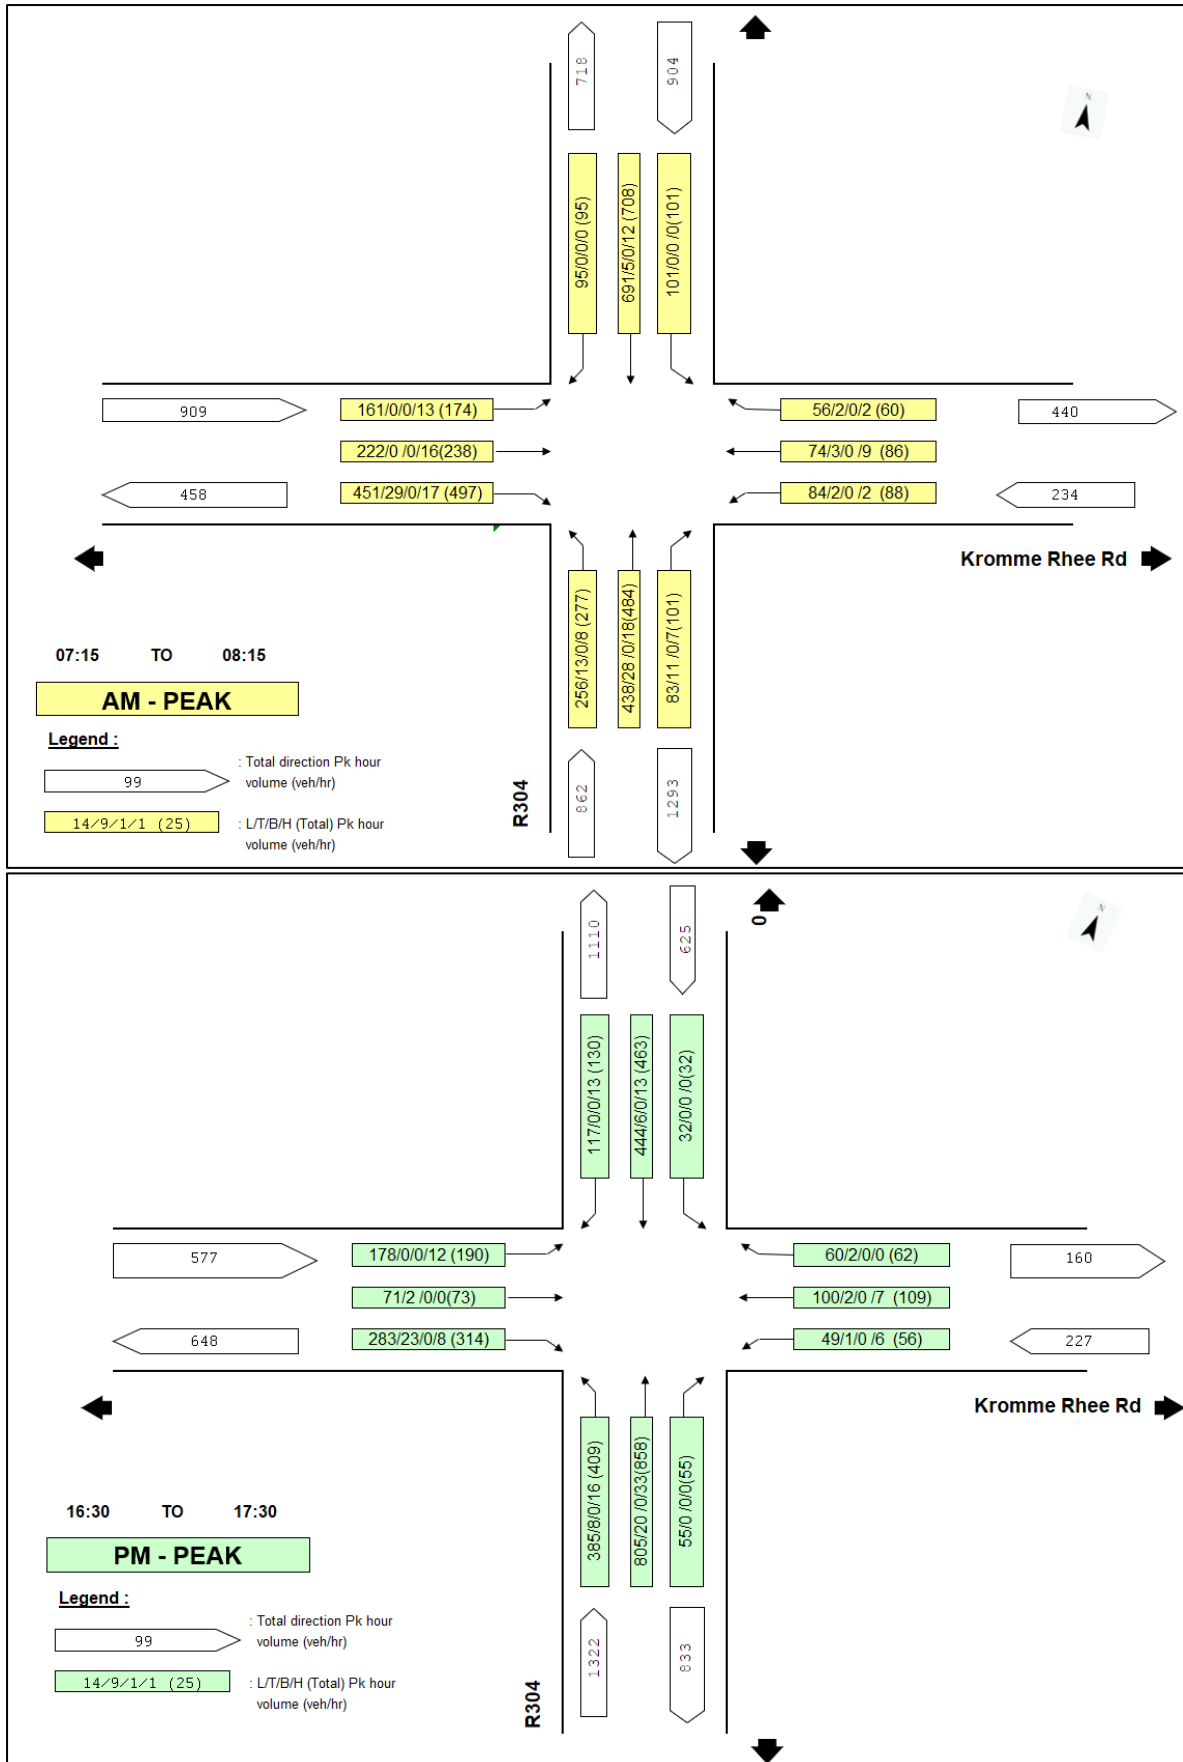 718
904
N
95/0/0/0 (95)
691/5/0/12 (708)
101/0/0 /0(101)
909
161/0/0/13 (174)
56/2/0/2 (60)
440
222/0 /0/16(238)
74/3/0 /9 (86)
458
451/29/0/17 (497)
84/2/0 /2 (88)
234
Kromme Rhee Rd
256/13/0/8 (277)
438/28 /0/18(484)
83/11 /0/7(101)
07:15 TO 08:15
AM - PEAK
Legend :
99
: Total direction Pk hour
volume (veh/hr)
14/9/1/1 (25)
: L/T/B/H (Total) Pk hour
volume (veh/hr)
R304
862
1293
1110
625
0
N
117/0/0/13 (130)
444/6/0/13 (463)
32/0/0 /0(32)
577
178/0/0/12 (190)
60/2/0/0 (62)
160
71/2 /0/0(73)
100/2/0 /7 (109)
648
283/23/0/8 (314)
49/1/0 /6 (56)
227
Kromme Rhee Rd
385/8/0/16 (409)
805/20 /0/33(858)
55/0 /0/0(55)
16:30 TO 17:30
PM - PEAK
Legend :
99
: Total direction Pk hour
volume (veh/hr)
14/9/1/1 (25)
: L/T/B/H (Total) Pk hour
volume (veh/hr)
R304
1322
833